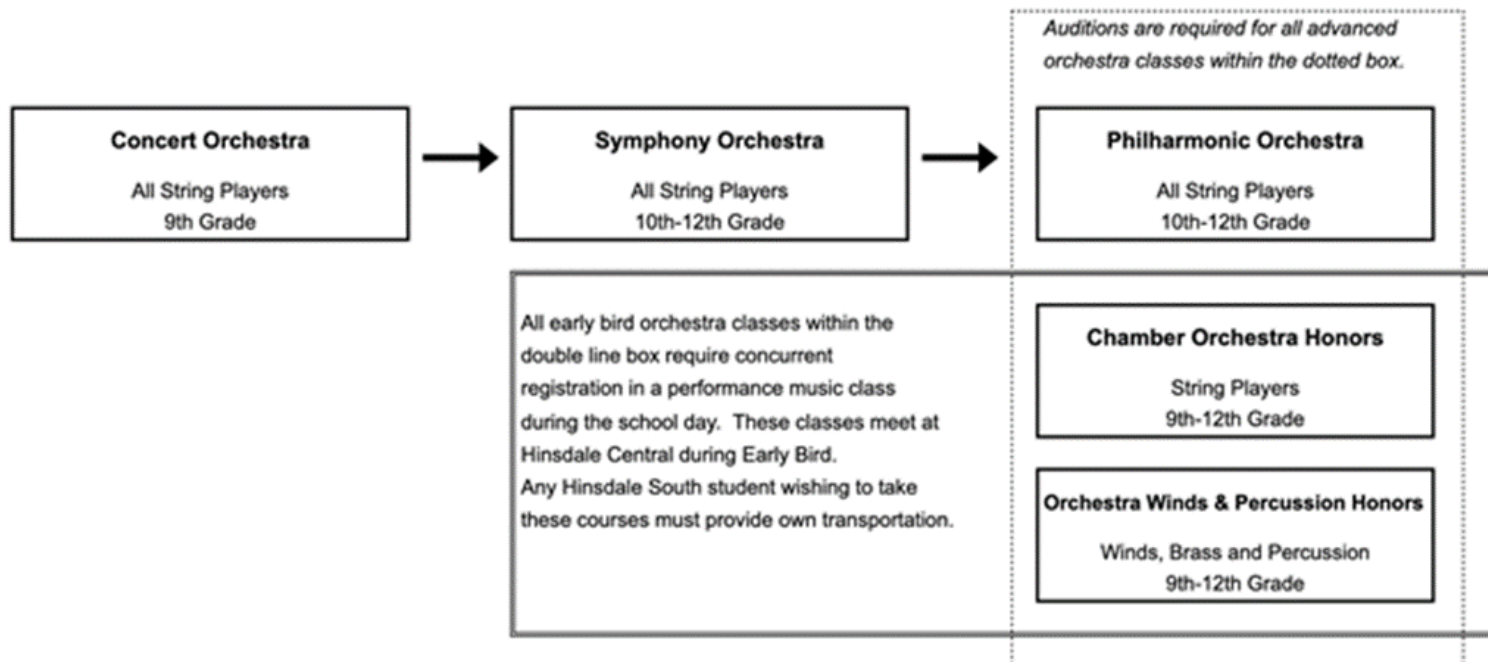 Auditions are required for all advanced
orchestra classes within the dotted box.
Concert Orchestra
All String Players
9th Grade
Symphony Orchestra
All String Players
10th-12th Grade
Philharmonic Orchestra
All String Players
10th-12th Grade
All early bird orchestra classes within the
double line box require concurrent
registration in a performance music class
during the school day.  These classes meet at
Hinsdale Central during Early Bird.
Any Hinsdale South student wishing to take
these courses must provide own transportation.
Chamber Orchestra Honors
String Players
9th-12th Grade
Orchestra Winds & Percussion Honors
Winds, Brass and Percussion
9th-12th Grade